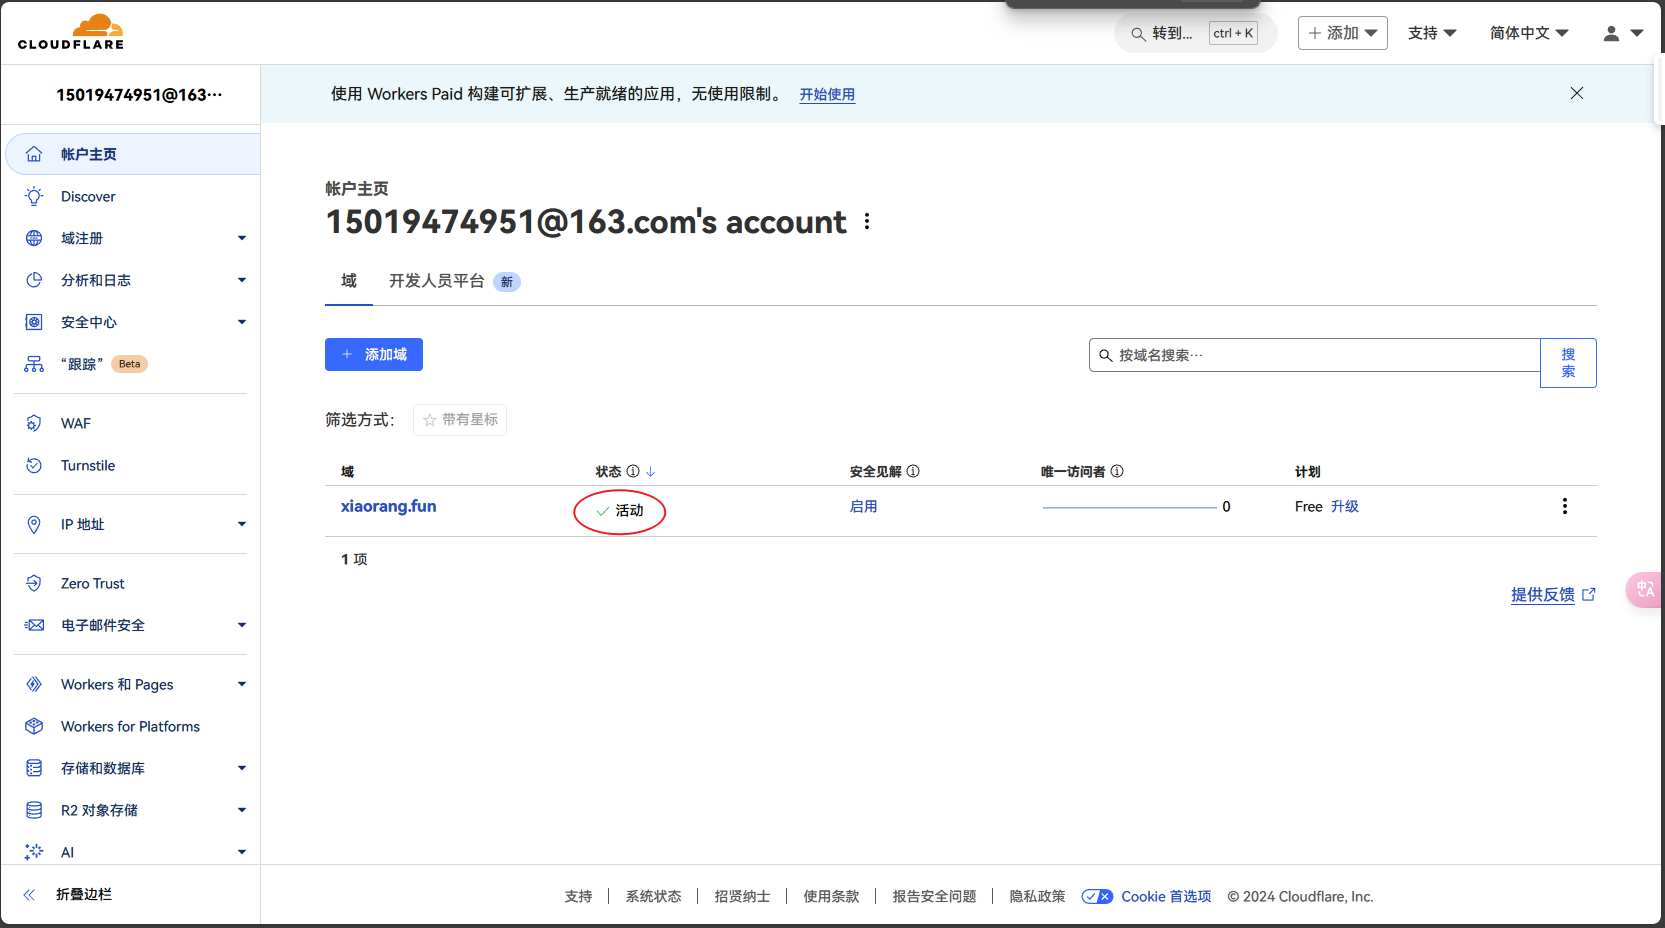 CLOUDFLARE
转到...
ctrl + K
添加
支持
简体中文
15019474951@163···
使用 Workers Paid 构建可扩展、生产就绪的应用，无使用限制。 开始使用
帐户主页
Discover
域注册
分析和日志
安全中心
“跟踪” Beta
WAF
Turnstile
IP 地址
Zero Trust
电子邮件安全
Workers 和 Pages
Workers for Platforms
存储和数据库
R2 对象存储
AI
折叠边栏
帐户主页
15019474951@163.com's account
域 开发人员平台 新
+ 添加域
按域名搜索···
搜
索
筛选方式： 带有星标
域 状态 安全见解 唯一访问者 计划
xiaorang.fun 活动 启用 0 Free 升级
1 项
提供反馈
中 A
支持 系统状态 招贤纳士 使用条款 报告安全问题 隐私政策 Cookie 首选项 © 2024 Cloudflare, Inc.